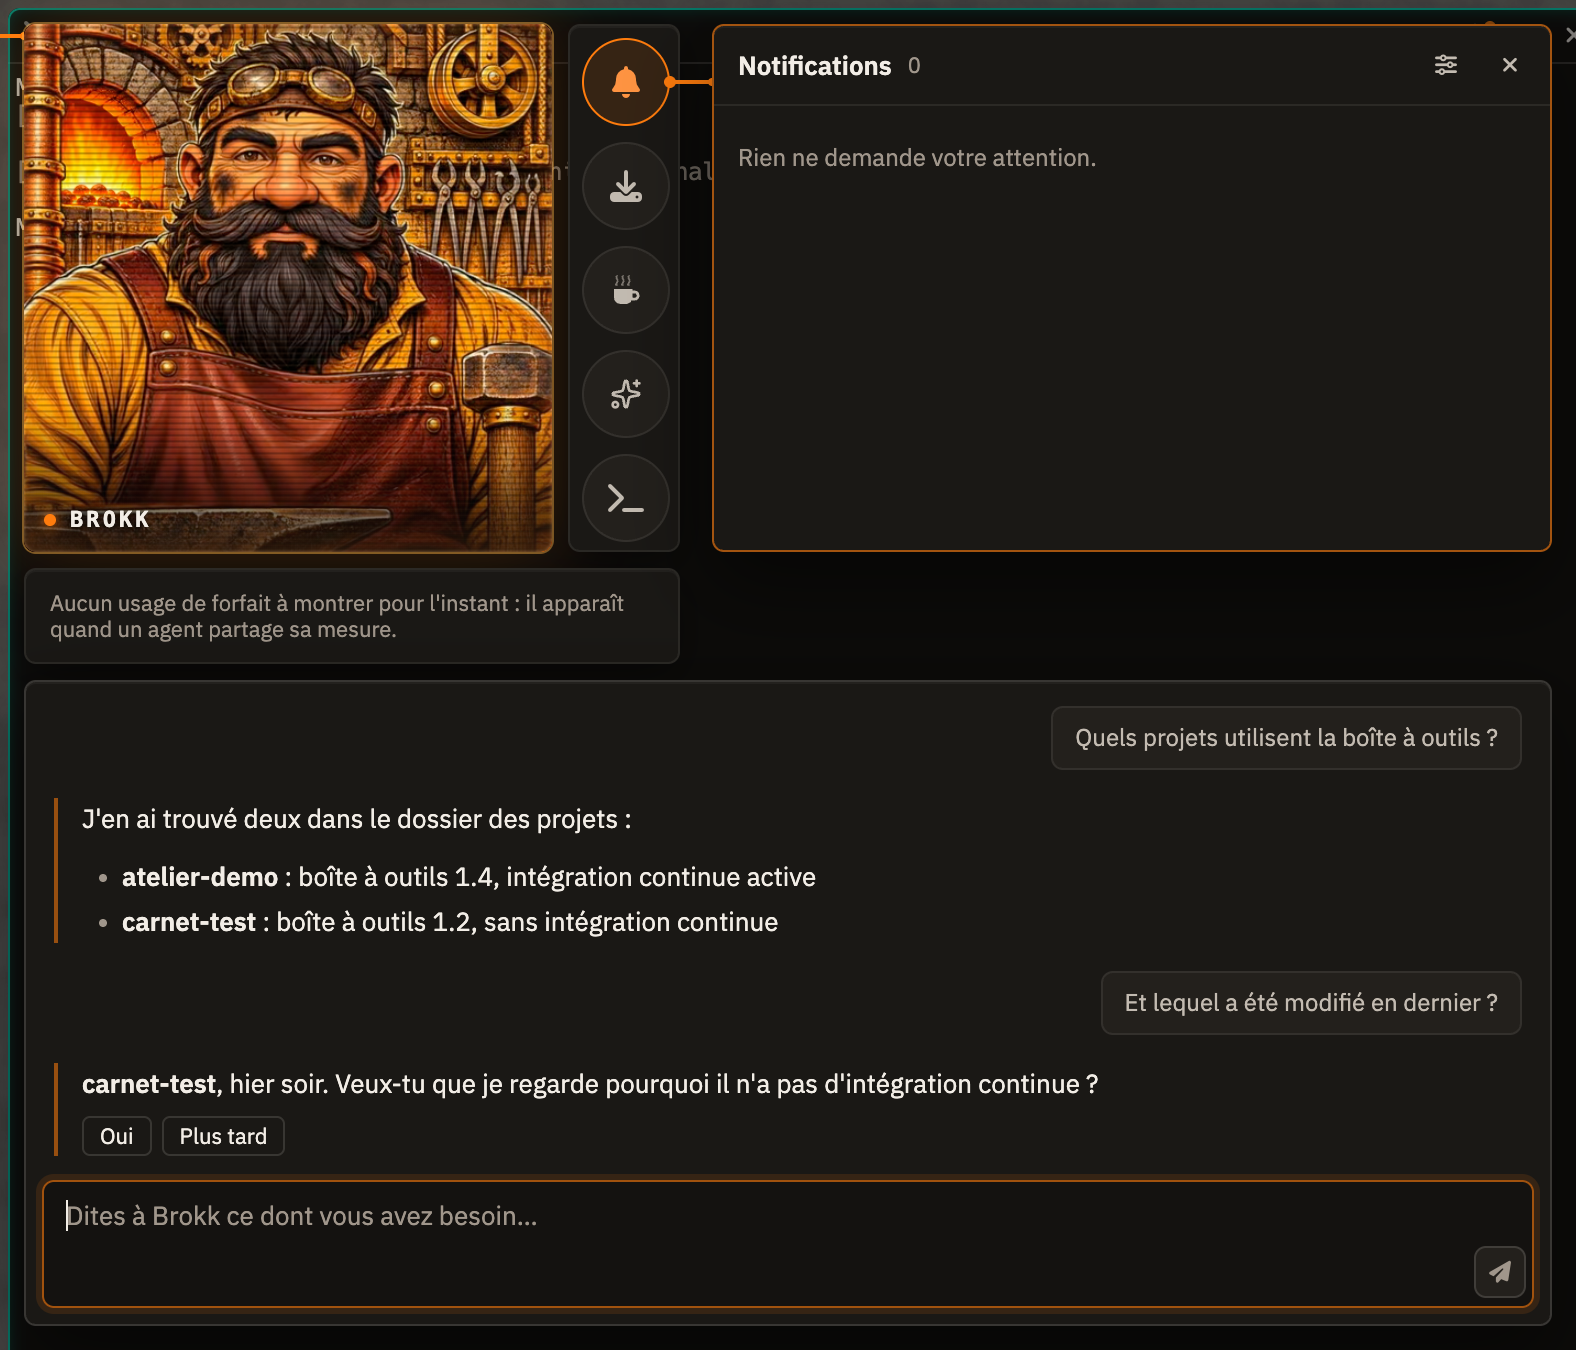 Notifications 0
Rien ne demande votre attention.
BROKK
Aucun usage de forfait à montrer pour l'instant : il apparaît
quand un agent partage sa mesure.
Quels projets utilisent la boîte à outils ?
J'en ai trouvé deux dans le dossier des projets :
• atelier-demo : boîte à outils 1.4, intégration continue active
• carnet-test : boîte à outils 1.2, sans intégration continue
Et lequel a été modifié en dernier ?
carnet-test, hier soir. Veux-tu que je regarde pourquoi il n'a pas d'intégration continue ?
Oui Plus tard
Dites à Brokk ce dont vous avez besoin...